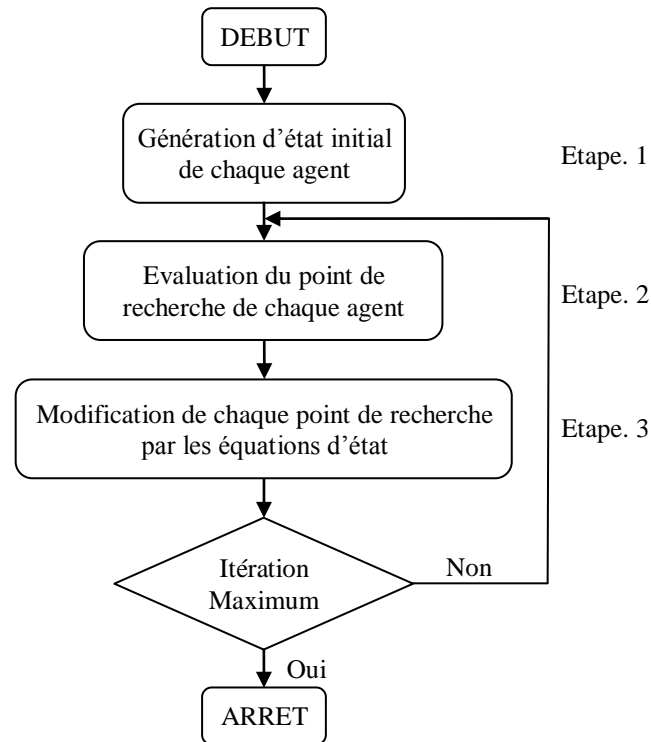 DEBUT
Génération d'état initial
de chaque agent
Etape. 1
Evaluation du point de
recherche de chaque agent
Etape. 2
Modification de chaque point de recherche
par les équations d'état
Etape. 3
Itération
Maximum
Non
Oui
ARRET